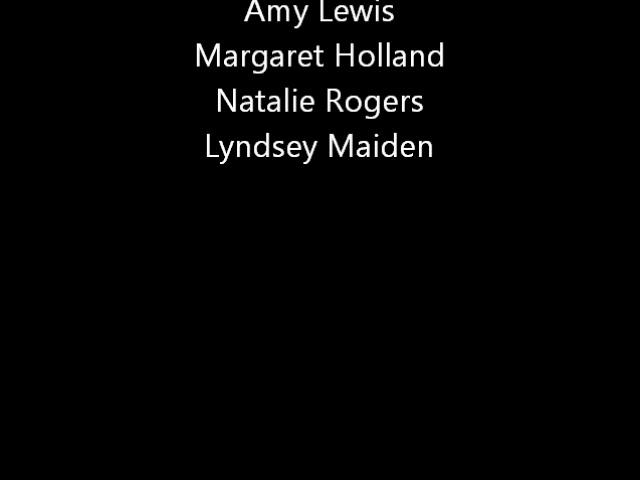 Amy Lewis
Margaret Holland
Natalie Rogers
Lyndsey Maiden